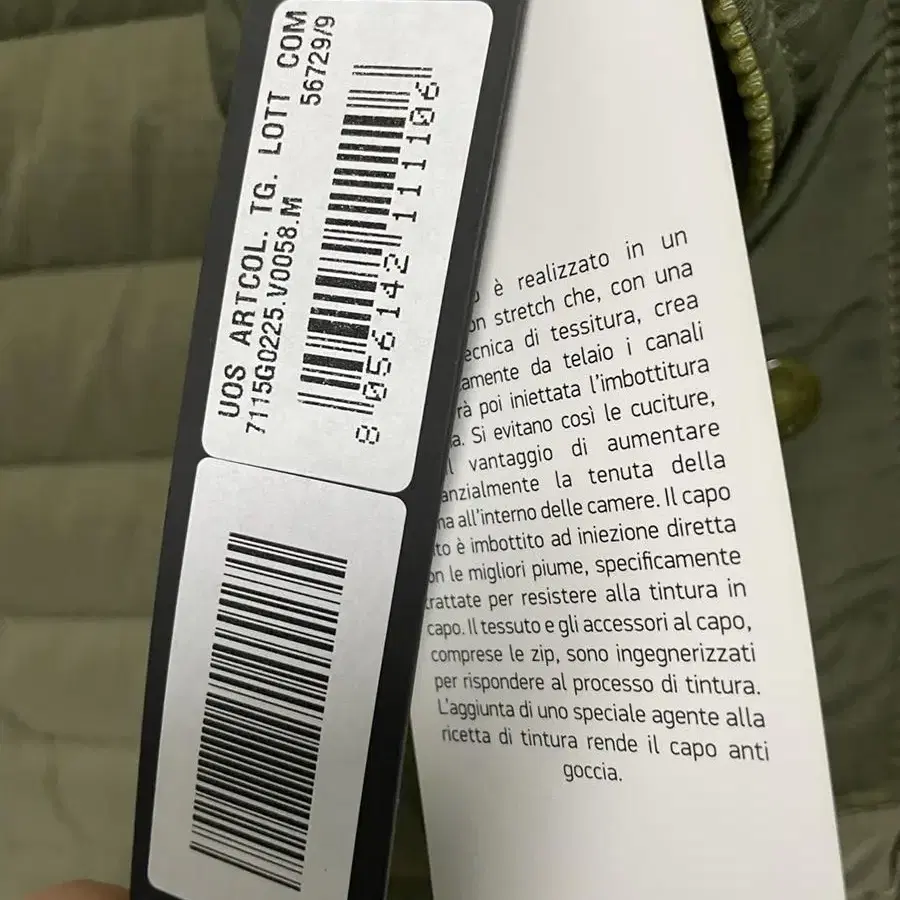 UOS ARTCOL. TG. LOTT COM
7115G0225.V0058.M 56729/9
8 056142 111106
è realizzato in un
stretch che, con una
di tessitura, crea
da telaio i canali
poi iniettata l'imbottitura
Si evitano così le cuciture,
vantaggio di aumentare
la tenuta della
all'interno delle camere. Il capo
è imbottito ad iniezione diretta
le migliori piume, specificamente
trattate per resistere alla tintura in
capo. Il tessuto e gli accessori al capo,
comprese le zip, sono ingegnerizzati
per rispondere al processo di tintura.
L'aggiunta di uno speciale agente alla
ricetta di tintura rende il capo anti
goccia.